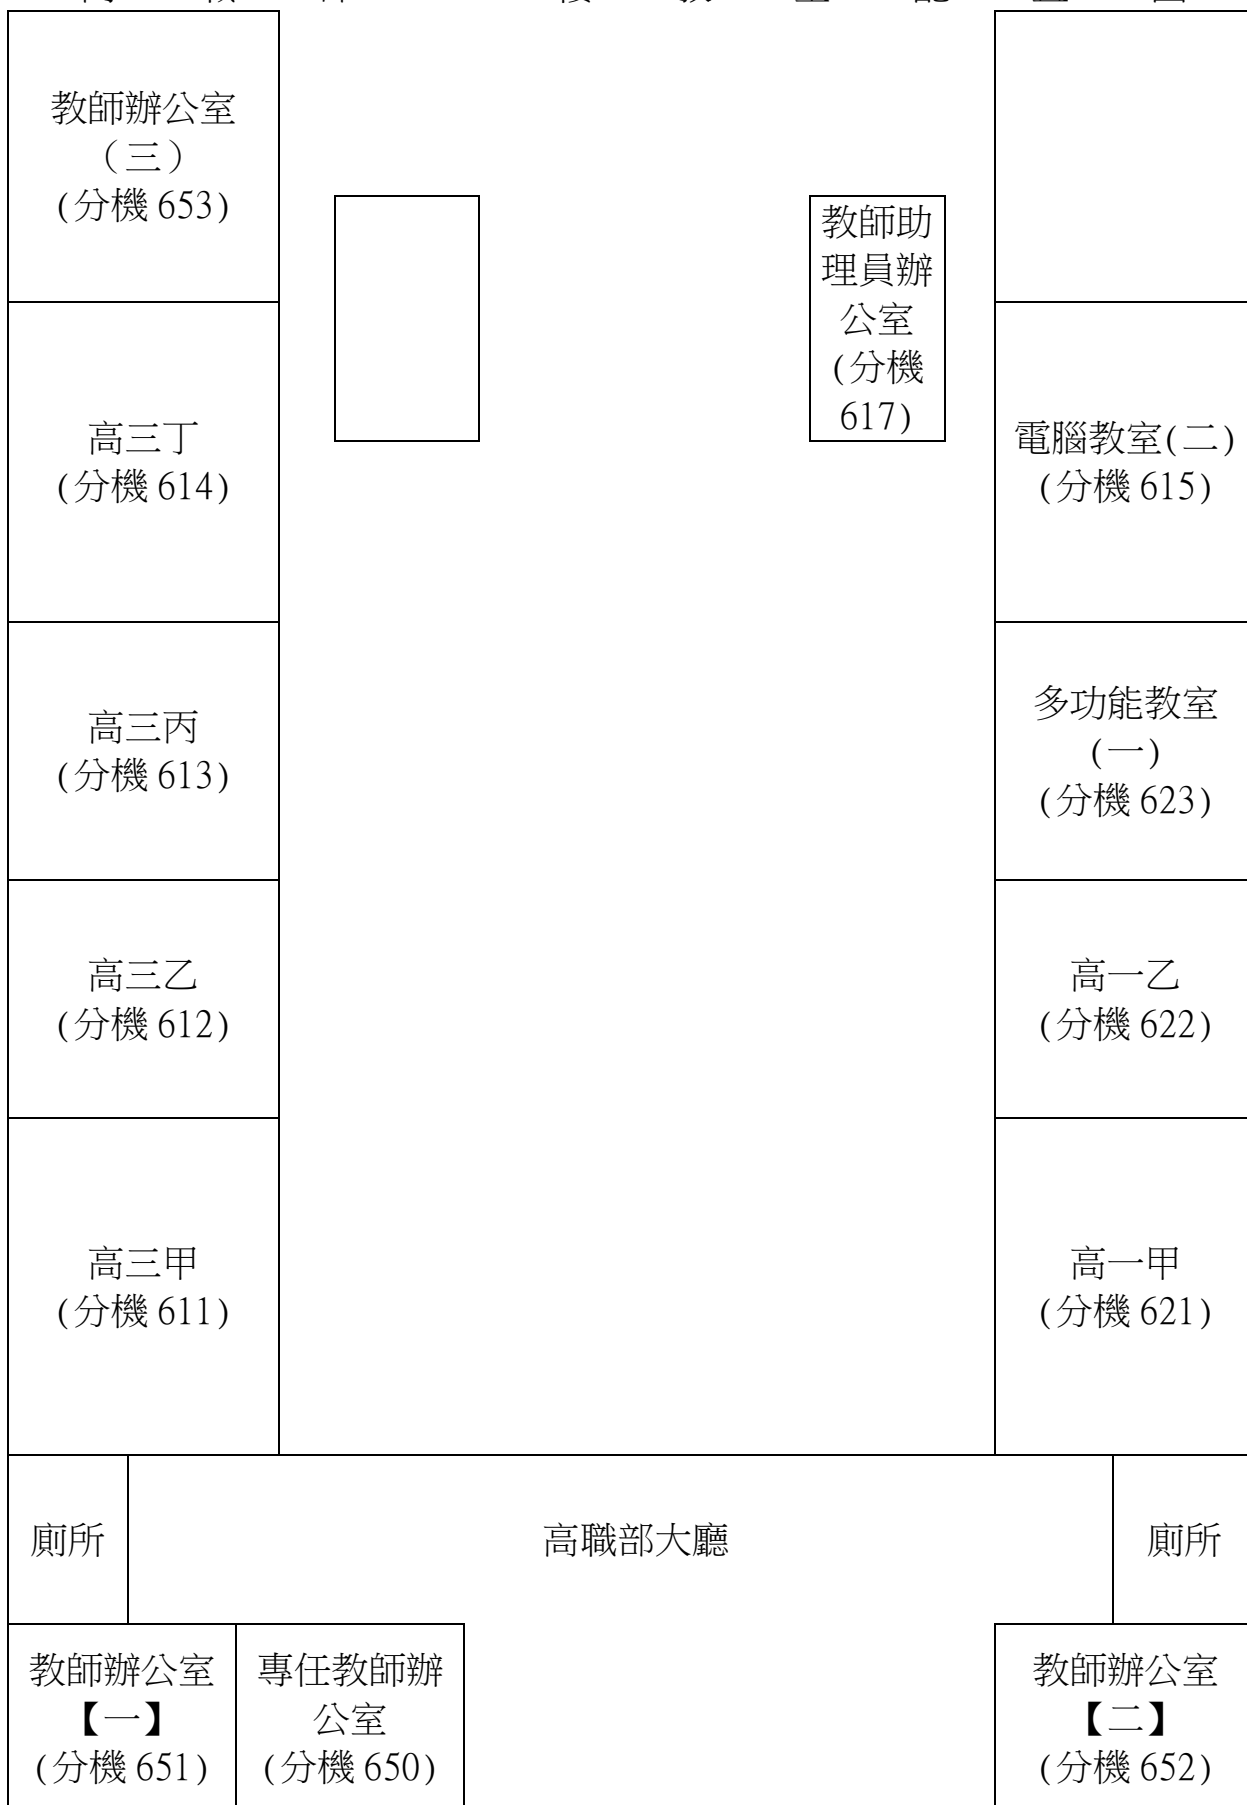 教師辦公室
（三）
(分機 653)
教師助
理員辦
公室
(分機
617)
高三丁
(分機 614)
電腦教室(二)
(分機 615)
高三丙
(分機 613)
多功能教室
(一)
(分機 623)
高三乙
(分機 612)
高一乙
(分機 622)
高三甲
(分機 611)
高一甲
(分機 621)
廁所
高職部大廳
廁所
教師辦公室
【一】
(分機 651)
專任教師辦
公室
(分機 650)
教師辦公室
【二】
(分機 652)